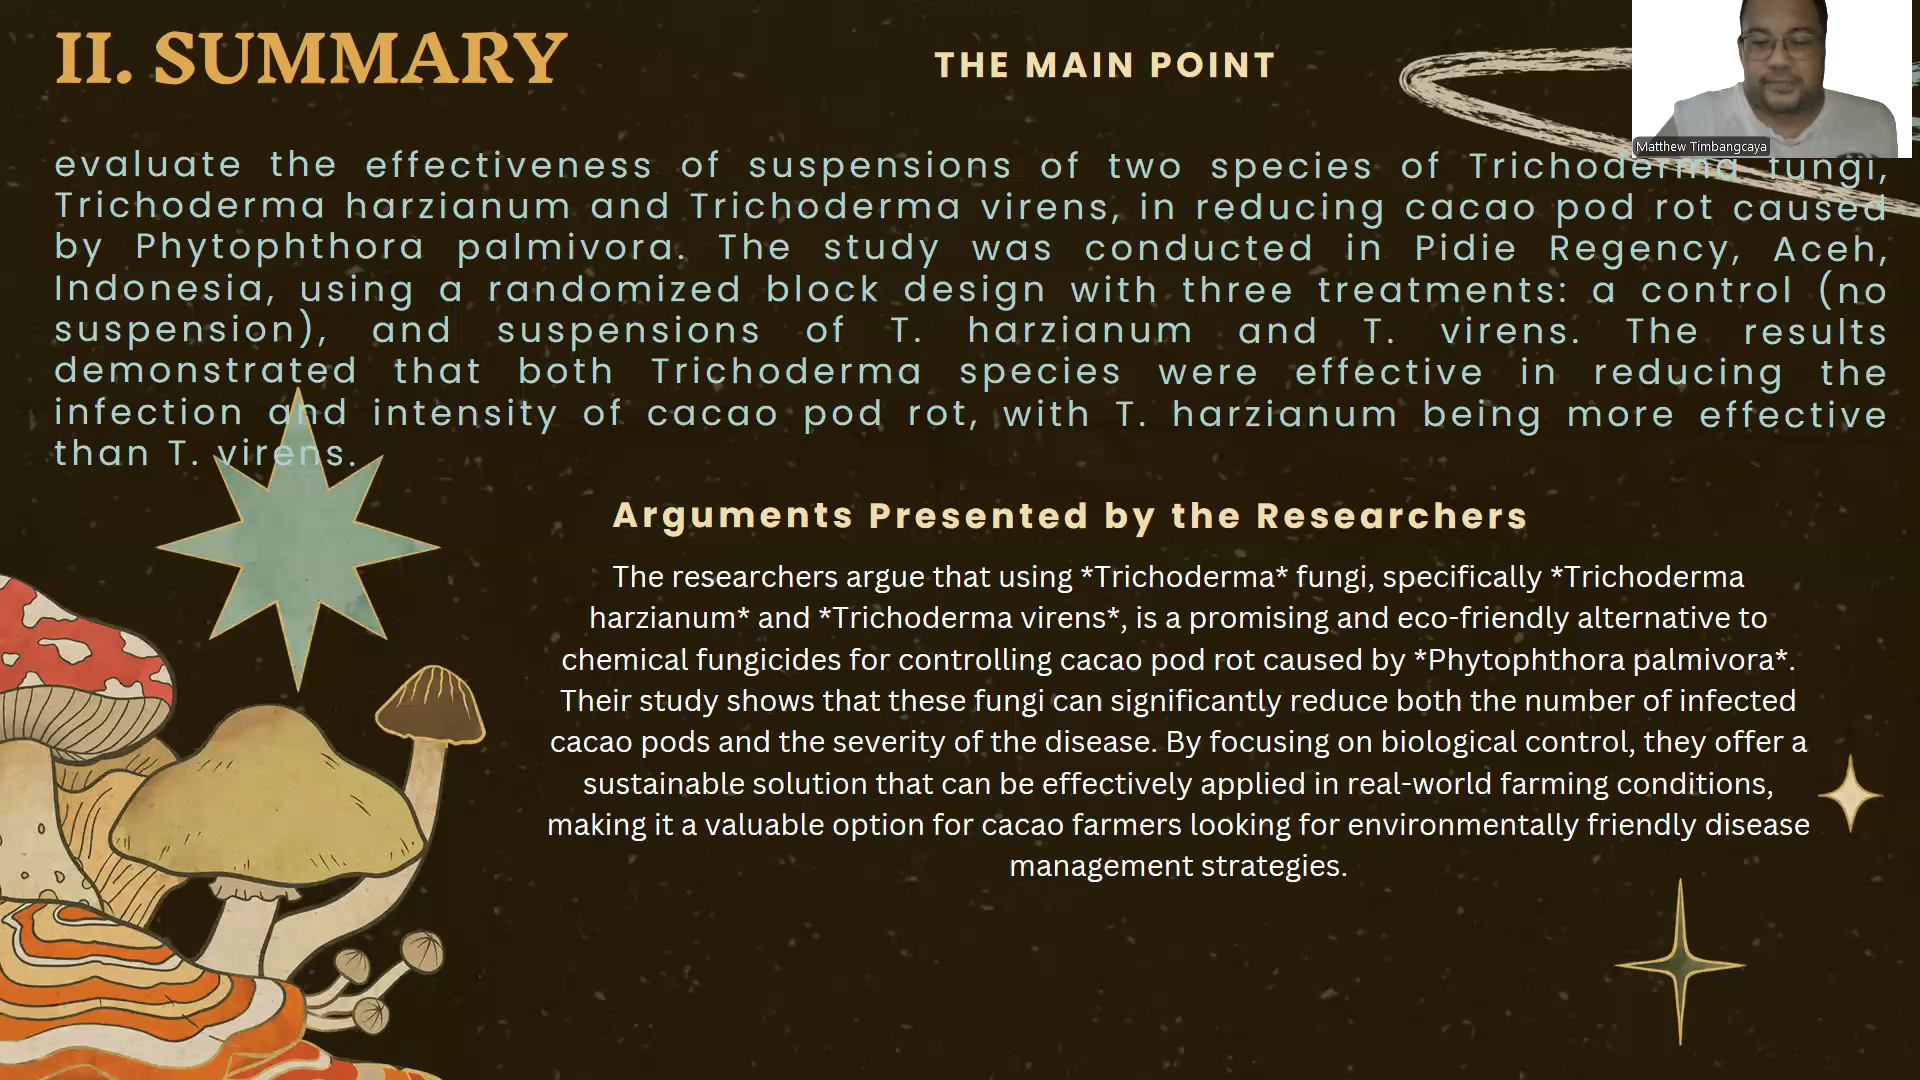 II. SUMMARY
THE MAIN POINT
Matthew Timbangcaya
evaluate the effectiveness of suspensions of two species of Trichoderma fungi,
Trichoderma harzianum and Trichoderma virens, in reducing cacao pod rot caused
by Phytophthora palmivora. The study was conducted in Pidie Regency, Aceh,
Indonesia, using a randomized block design with three treatments: a control (no
suspension), and suspensions of T. harzianum and T. virens. The results
demonstrated that both Trichoderma species were effective in reducing the
infection and intensity of cacao pod rot, with T. harzianum being more effective
than T. virens.
Arguments Presented by the Researchers
The researchers argue that using *Trichoderma* fungi, specifically *Trichoderma
harzianum* and *Trichoderma virens*, is a promising and eco-friendly alternative to
chemical fungicides for controlling cacao pod rot caused by *Phytophthora palmivora*.
Their study shows that these fungi can significantly reduce both the number of infected
cacao pods and the severity of the disease. By focusing on biological control, they offer a
sustainable solution that can be effectively applied in real-world farming conditions,
making it a valuable option for cacao farmers looking for environmentally friendly disease
management strategies.